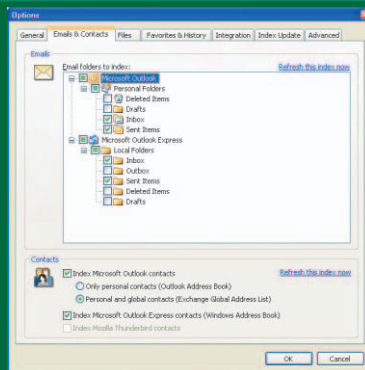 Options
General Emails & Contacts Files Favorites & History Integration Index Update Advanced
Emails
Email folders to index: Refresh this index now
Microsoft Outlook
Personal Folders
Deleted Items
Drafts
Inbox
Sent Items
Microsoft Outlook Express
Local Folders
Inbox
Outbox
Sent Items
Deleted Items
Drafts
Contacts
Index Microsoft Outlook contacts Refresh this index now
Only personal contacts (Outlook Address Book)
Personal and global contacts (Exchange Global Address List)
Index Microsoft Outlook Express contacts (Windows Address Book)
Index Mozilla Thunderbird contacts
OK Cancel